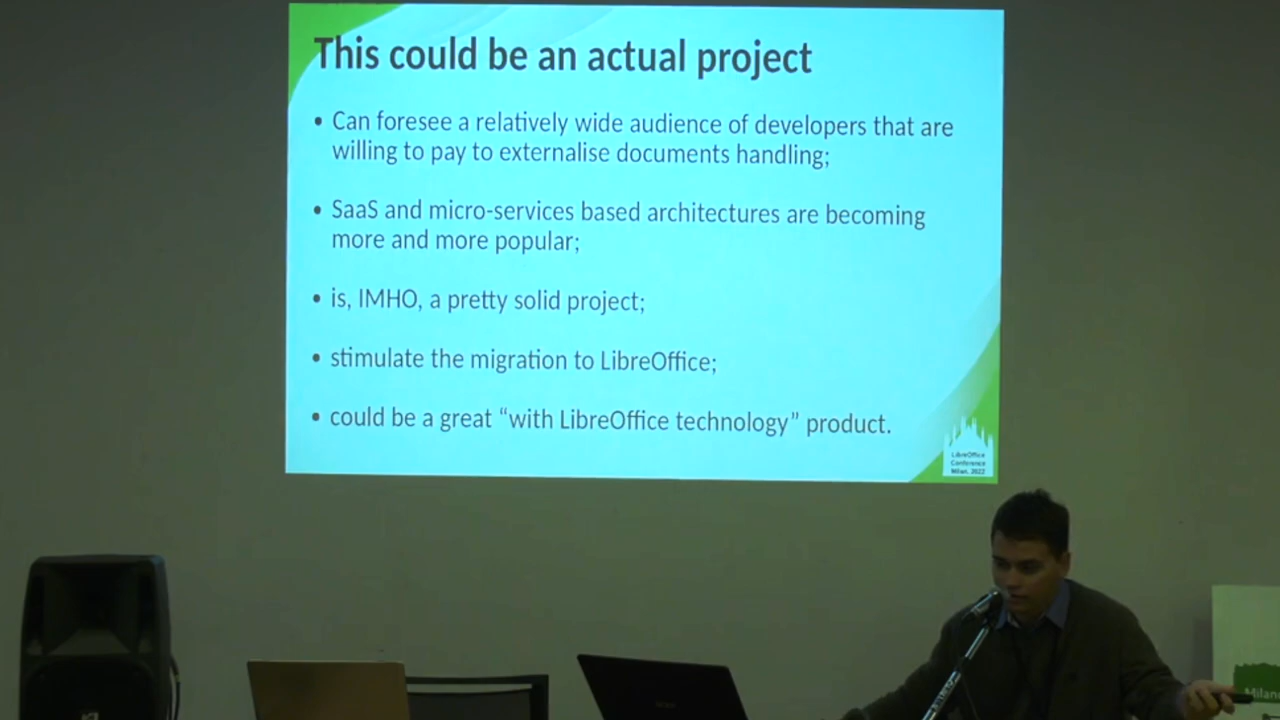 This could be an actual project
• Can foresee a relatively wide audience of developers that are
willing to pay to externalise documents handling;
• SaaS and micro-services based architectures are becoming
more and more popular;
• is, IMHO, a pretty solid project;
• stimulate the migration to LibreOffice;
• could be a great “with LibreOffice technology” product.
LibreOffice
Conference
Milan, 2022
Milano